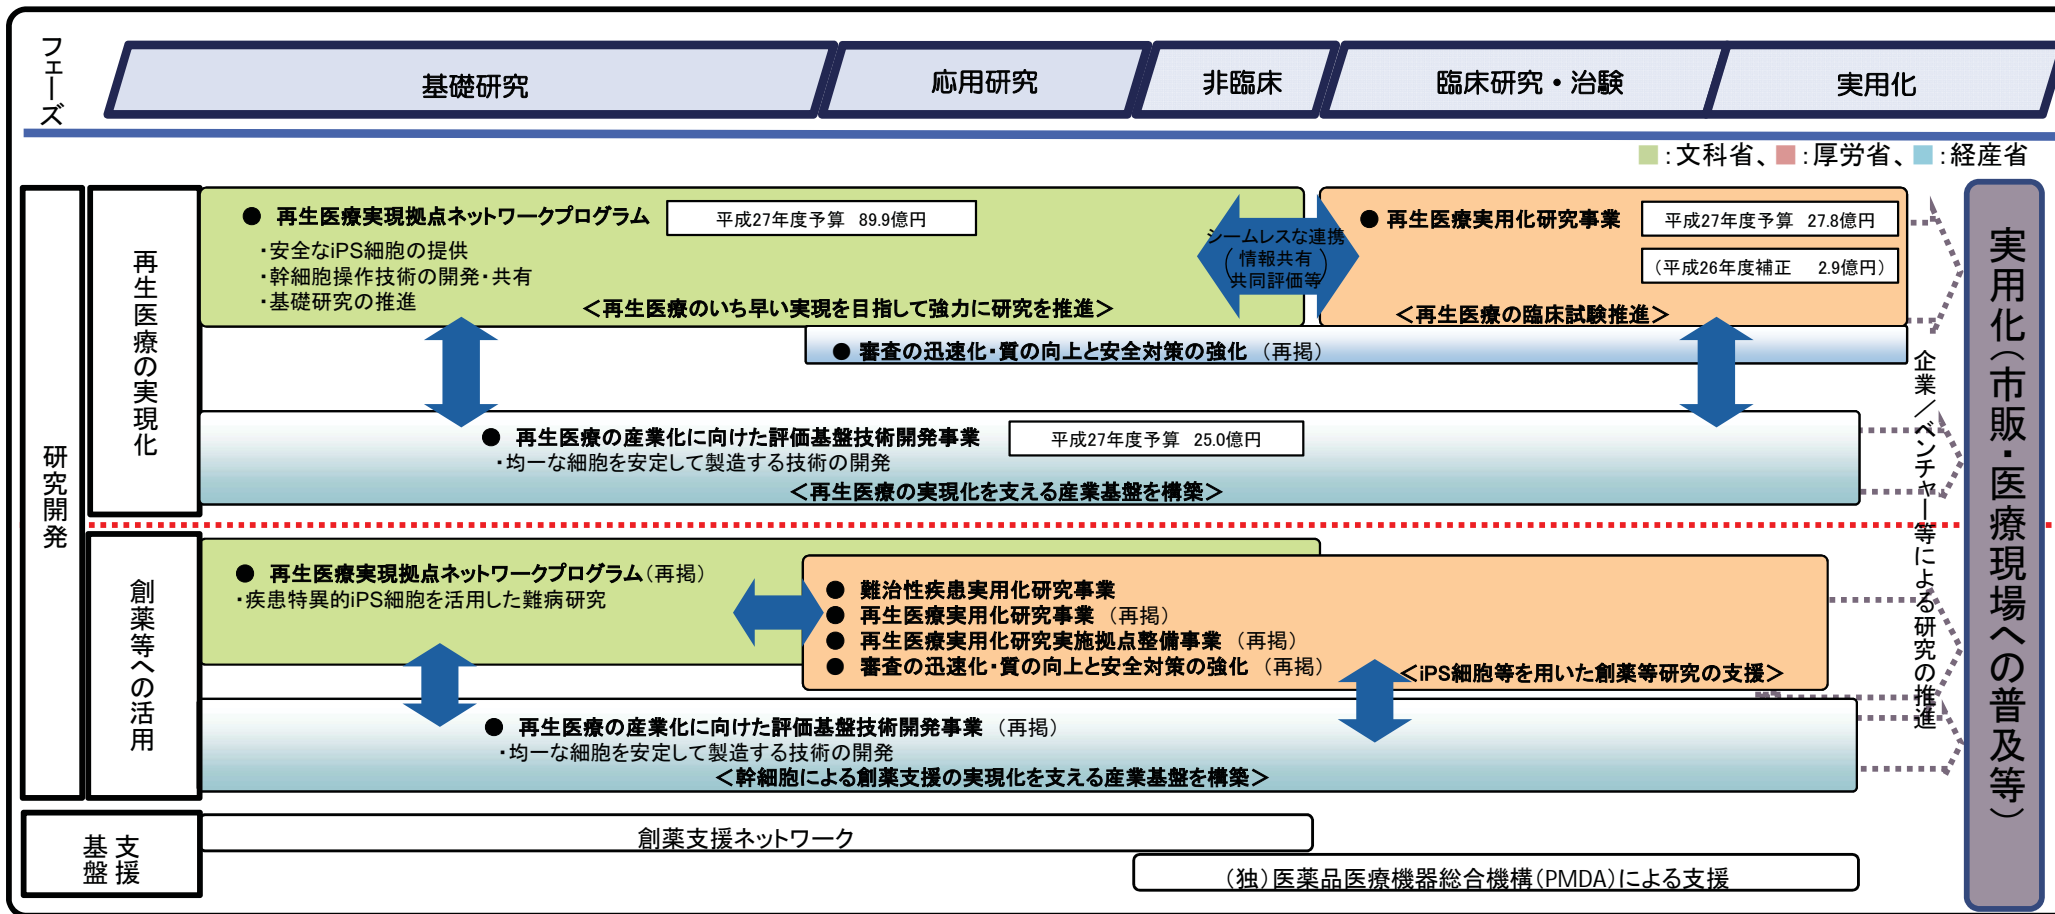 フェーズ
基礎研究
応用研究
非臨床
臨床研究・治験
実用化
：文科省、：厚労省、：経産省
研究開発
再生医療の実現化
● 再生医療実現拠点ネットワークプログラム
平成27年度予算 89.9億円
・安全なiPS細胞の提供
・幹細胞操作技術の開発・共有
・基礎研究の推進
＜再生医療のいち早い実現を目指して強力に研究を推進＞
シームレスな連携
（情報共有
共同評価等）
● 再生医療実用化研究事業
平成27年度予算 27.8億円
（平成26年度補正 2.9億円）
＜再生医療の臨床試験推進＞
● 審査の迅速化・質の向上と安全対策の強化（再掲）
● 再生医療の産業化に向けた評価基盤技術開発事業
平成27年度予算 25.0億円
・均一な細胞を安定して製造する技術の開発
＜再生医療の実現化を支える産業基盤を構築＞
創薬等への活用
● 再生医療実現拠点ネットワークプログラム（再掲）
・疾患特異的iPS細胞を活用した難病研究
● 難治性疾患実用化研究事業
● 再生医療実用化研究事業（再掲）
● 再生医療実用化研究実施拠点整備事業（再掲）
● 審査の迅速化・質の向上と安全対策の強化（再掲）
＜iPS細胞等を用いた創薬等研究の支援＞
● 再生医療の産業化に向けた評価基盤技術開発事業（再掲）
・均一な細胞を安定して製造する技術の開発
＜幹細胞による創薬支援の実現化を支える産業基盤を構築＞
企業／ベンチャー等による研究の推進
実用化（市販・医療現場への普及等）
支援
基盤
創薬支援ネットワーク
（独）医薬品医療機器総合機構（PMDA）による支援